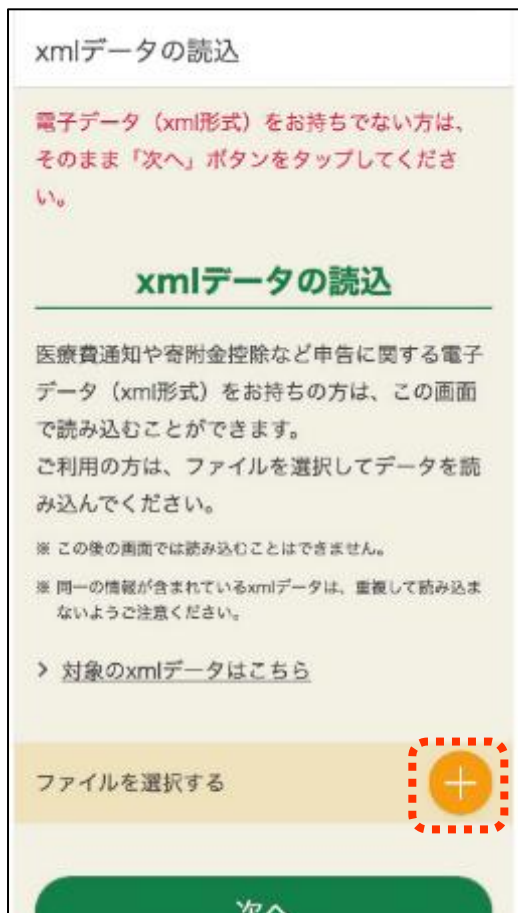 xmlデータの読込
電子データ（xml形式）をお持ちでない方は、
そのまま「次へ」ボタンをタップしてくださ
い。
xmlデータの読込
医療費通知や寄附金控除など申告に関する電子
データ（xml形式）をお持ちの方は、この画面
で読み込むことができます。
ご利用の方は、ファイルを選択してデータを読
み込んでください。
※ この後の画面では読み込むことはできません。
※ 同一の情報が含まれているxmlデータは、重複して読み込ま
ないようご注意ください。
> 対象のxmlデータはこちら
ファイルを選択する
次へ